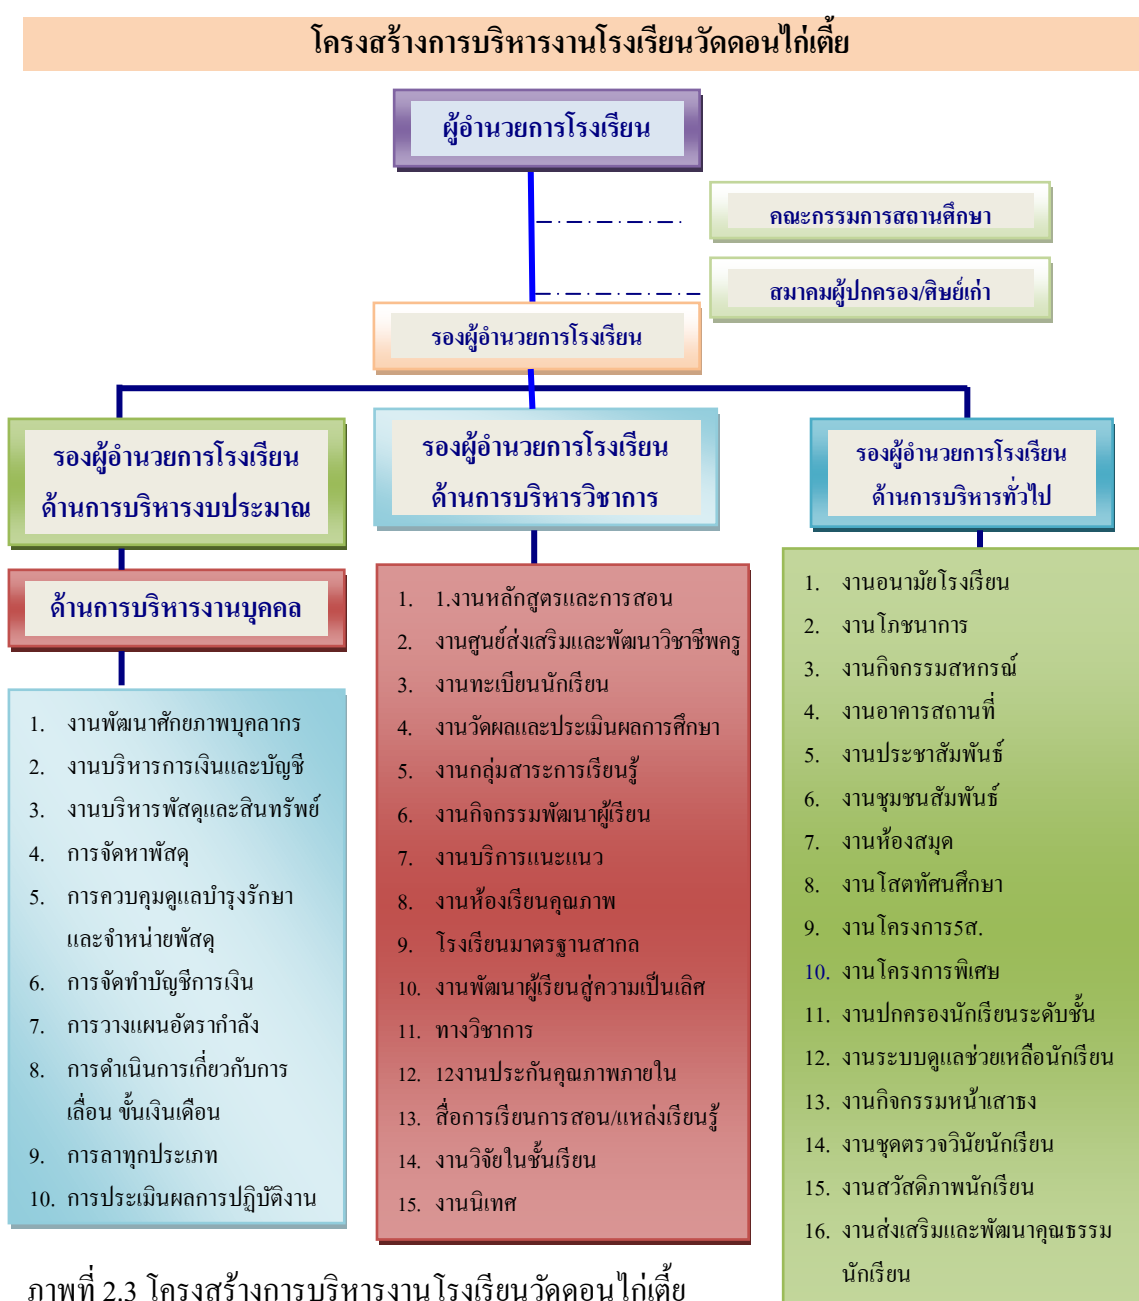 โครงสร้างการบริหารงานโรงเรียนวัดดอนไก่เตี้ย
ผู้อำนวยการโรงเรียน
คณะกรรมการสถานศึกษา
สมาคมผู้ปกครอง/ศิษย์เก่า
รองผู้อำนวยการโรงเรียน
รองผู้อำนวยการโรงเรียน
ด้านการบริหารงบประมาณ
ด้านการบริหารงานบุคคล
1. งานพัฒนาศักยภาพบุคลากร
2. งานบริหารการเงินและบัญชี
3. งานบริหารพัสดุและสินทรัพย์
4. การจัดหาพัสดุ
5. การควบคุมดูแลบำรุงรักษา
และจำหน่ายพัสดุ
6. การจัดทำบัญชีการเงิน
7. การวางแผนอัตรากำลัง
8. การดำเนินการเกี่ยวกับการ
เลื่อน ขั้นเงินเดือน
9. การลาทุกประเภท
10. การประเมินผลการปฏิบัติงาน
รองผู้อำนวยการโรงเรียน
ด้านการบริหารวิชาการ
1. 1.งานหลักสูตรและการสอน
2. งานศูนย์ส่งเสริมและพัฒนาวิชาชีพครู
3. งานทะเบียนนักเรียน
4. งานวัดผลและประเมินผลการศึกษา
5. งานกลุ่มสาระการเรียนรู้
6. งานกิจกรรมพัฒนาผู้เรียน
7. งานบริการแนะแนว
8. งานห้องเรียนคุณภาพ
9. โรงเรียนมาตรฐานสากล
10. งานพัฒนาผู้เรียนสู่ความเป็นเลิศ
11. ทางวิชาการ
12. 12งานประกันคุณภาพภายใน
13. สื่อการเรียนการสอน/แหล่งเรียนรู้
14. งานวิจัยในชั้นเรียน
15. งานนิเทศ
รองผู้อำนวยการโรงเรียน
ด้านการบริหารทั่วไป
1. งานอนามัยโรงเรียน
2. งานโภชนาการ
3. งานกิจกรรมสหกรณ์
4. งานอาคารสถานที่
5. งานประชาสัมพันธ์
6. งานชุมชนสัมพันธ์
7. งานห้องสมุด
8. งานโสตทัศนศึกษา
9. งานโครงการ5ส.
10. งานโครงการพิเศษ
11. งานปกครองนักเรียนระดับชั้น
12. งานระบบดูแลช่วยเหลือนักเรียน
13. งานกิจกรรมหน้าเสาธง
14. งานชุดตรวจวินัยนักเรียน
15. งานสวัสดิภาพนักเรียน
16. งานส่งเสริมและพัฒนาคุณธรรม
นักเรียน
ภาพที่ 2.3 โครงสร้างการบริหารงานโรงเรียนวัดดอนไก่เตี้ย